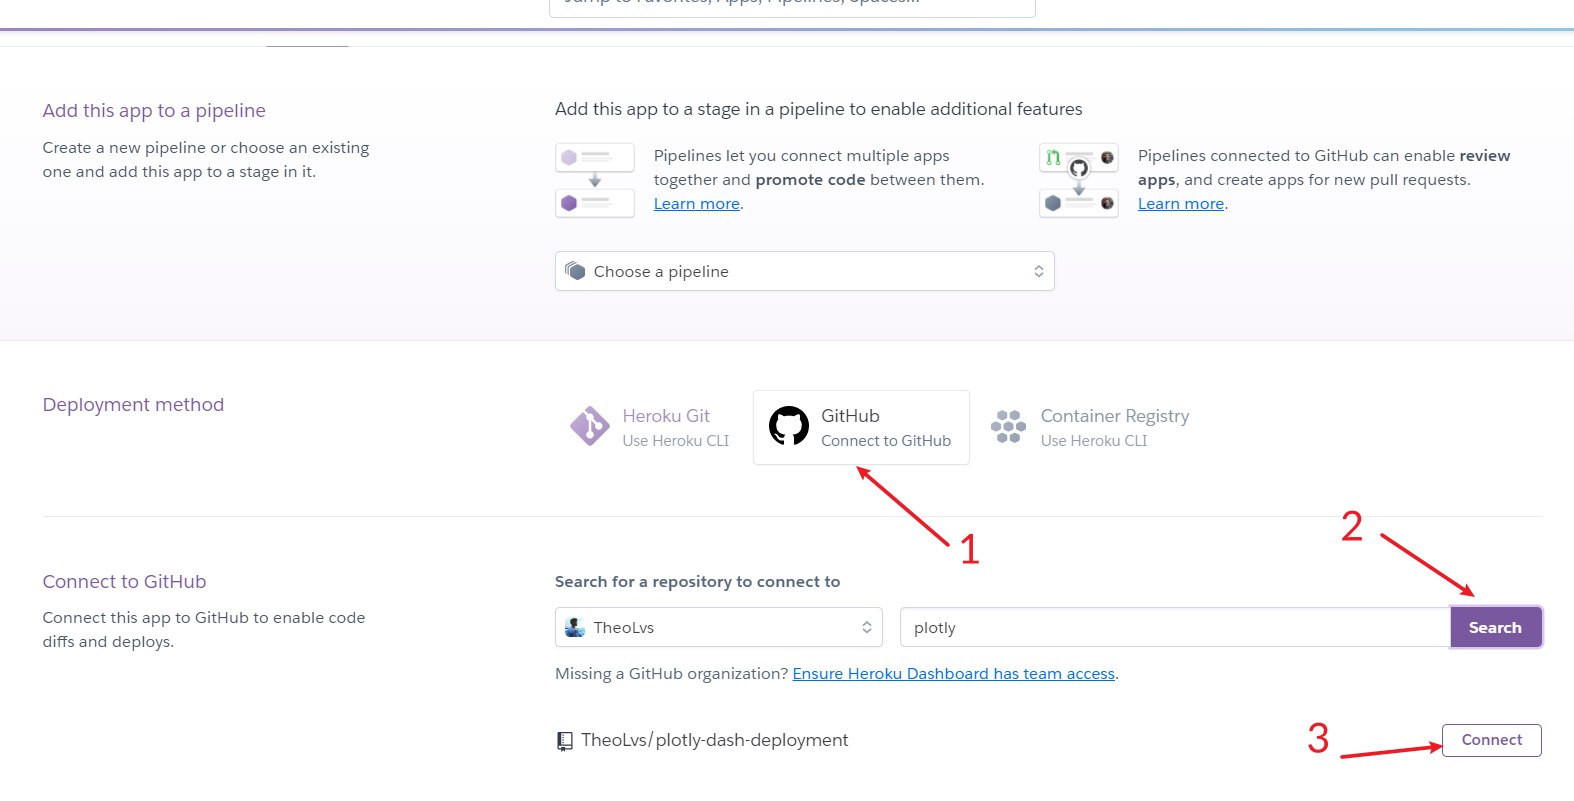 Jump to Favorites, Apps, Pipelines, Spaces...
Add this app to a pipeline
Create a new pipeline or choose an existing
one and add this app to a stage in it.
Add this app to a stage in a pipeline to enable additional features
Pipelines let you connect multiple apps
together and promote code between them.
Learn more.
Pipelines connected to GitHub can enable review
apps, and create apps for new pull requests.
Learn more.
Choose a pipeline
Deployment method
Heroku Git
Use Heroku CLI
GitHub
Connect to GitHub
Container Registry
Use Heroku CLI
1
2
Connect to GitHub
Connect this app to GitHub to enable code
diffs and deploys.
Search for a repository to connect to
TheoLvs
plotly
Search
Missing a GitHub organization? Ensure Heroku Dashboard has team access.
TheoLvs/plotly-dash-deployment
3
Connect